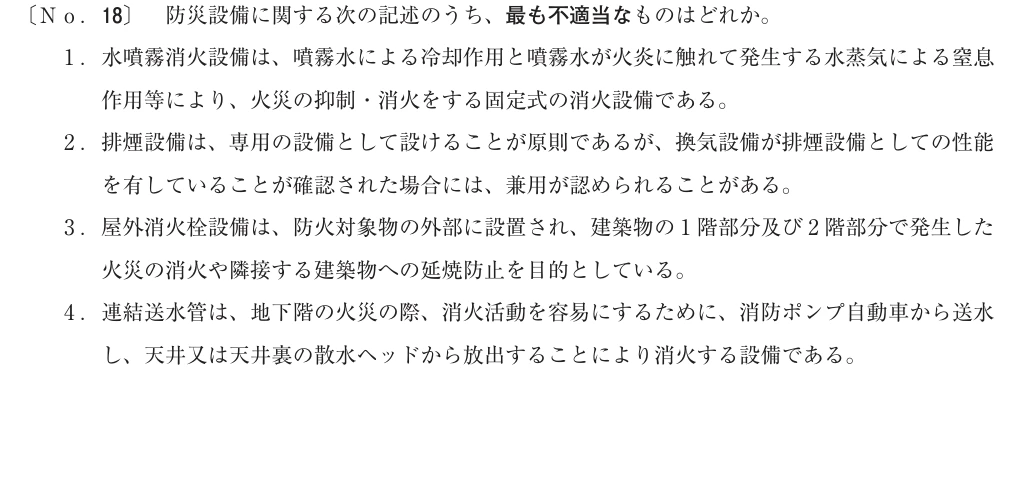 〔Ｎｏ．18〕　防災設備に関する次の記述のうち、最も不適当なものはどれか。
１．水噴霧消火設備は、噴霧水による冷却作用と噴霧水が火炎に触れて発生する水蒸気による窒息
作用等により、火災の抑制・消火をする固定式の消火設備である。
２．排煙設備は、専用の設備として設けることが原則であるが、換気設備が排煙設備としての性能
を有していることが確認された場合には、兼用が認められることがある。
３．屋外消火栓設備は、防火対象物の外部に設置され、建築物の１階部分及び２階部分で発生した
火災の消火や隣接する建築物への延焼防止を目的としている。
４．連結送水管は、地下階の火災の際、消火活動を容易にするために、消防ポンプ自動車から送水
し、天井又は天井裏の散水ヘッドから放出することにより消火する設備である。